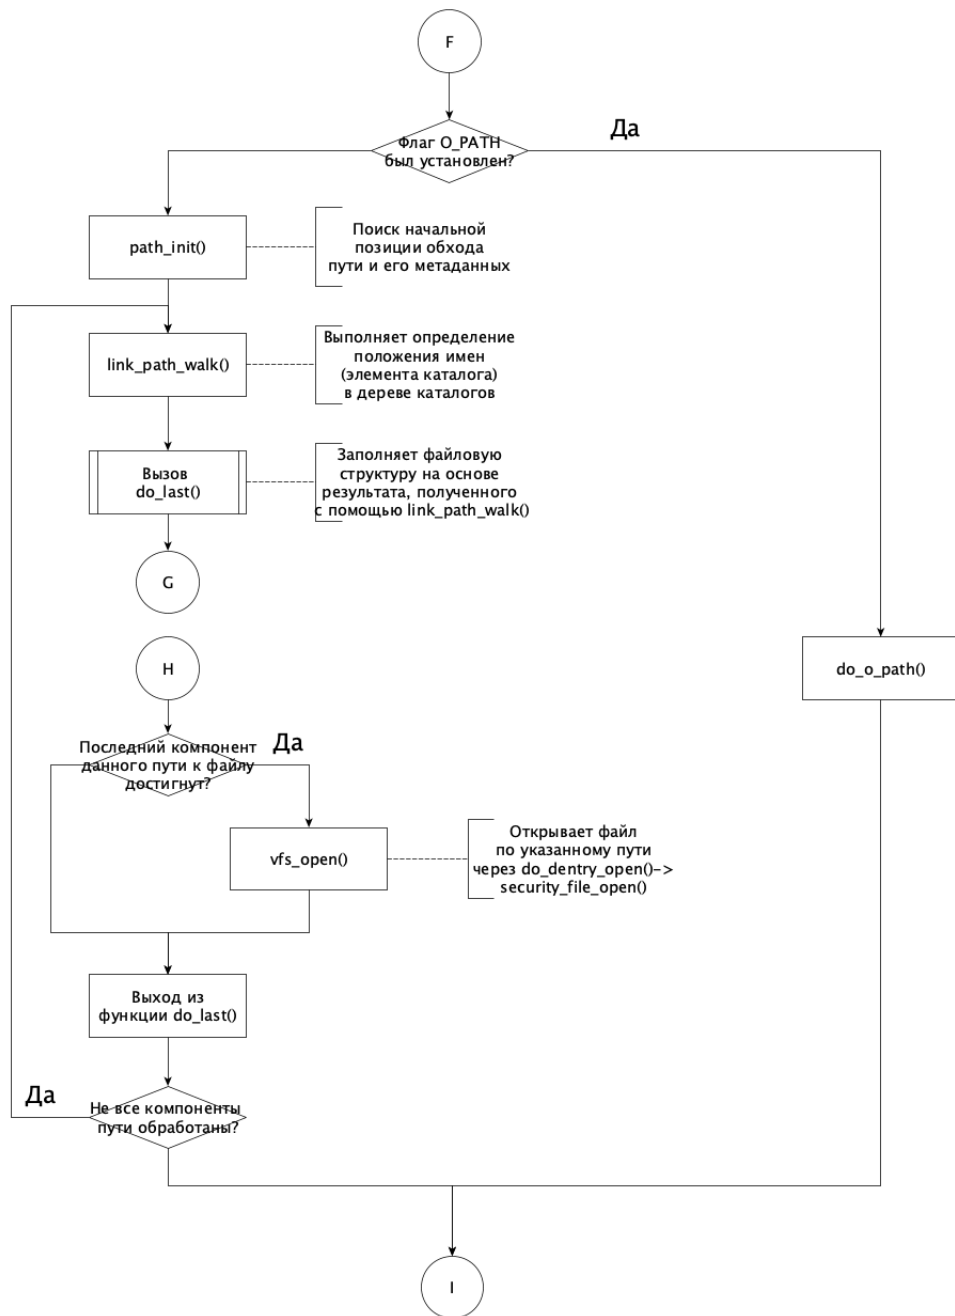 F
Флаг O_PATH
был установлен?
Да
path_init()
Поиск начальной
позиции обхода
пути и его метаданных
link_path_walk()
Выполняет определение
положения имен
(элемента каталога)
в дереве каталогов
Вызов
do_last()
Заполняет файловую
структуру на основе
результата, полученного
с помощью link_path_walk()
G
H
do_o_path()
Последний компонент
данного пути к файлу
достигнут?
Да
vfs_open()
Открывает файл
по указанному пути
через do_dentry_open()->
security_file_open()
Выход из
функции do_last()
Да
Не все компоненты
пути обработаны?
I